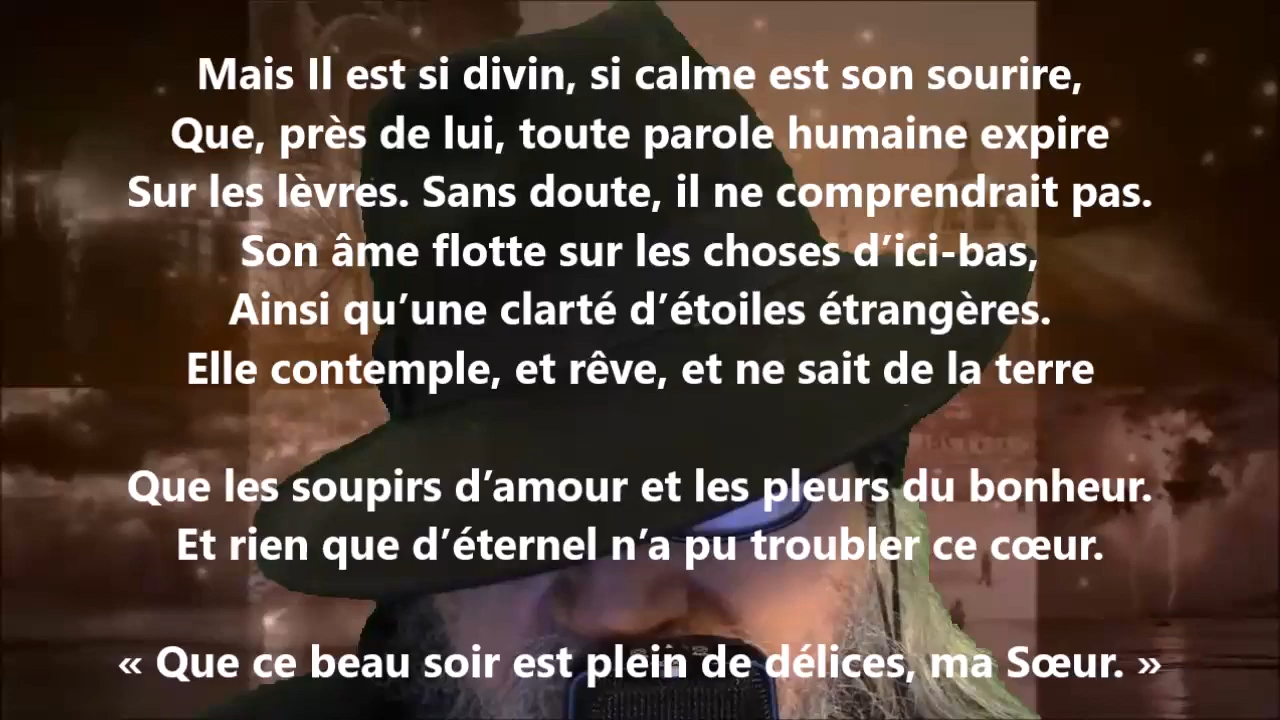 Mais Il est si divin, si calme est son sourire,
Que, près de lui, toute parole humaine expire
Sur les lèvres. Sans doute, il ne comprendrait pas.
Son âme flotte sur les choses d’ici-bas,
Ainsi qu’une clarté d’étoiles étrangères.
Elle contemple, et rêve, et ne sait de la terre
Que les soupirs d’amour et les pleurs du bonheur.
Et rien que d’éternel n’a pu troubler ce cœur.
« Que ce beau soir est plein de délices, ma Sœur. »